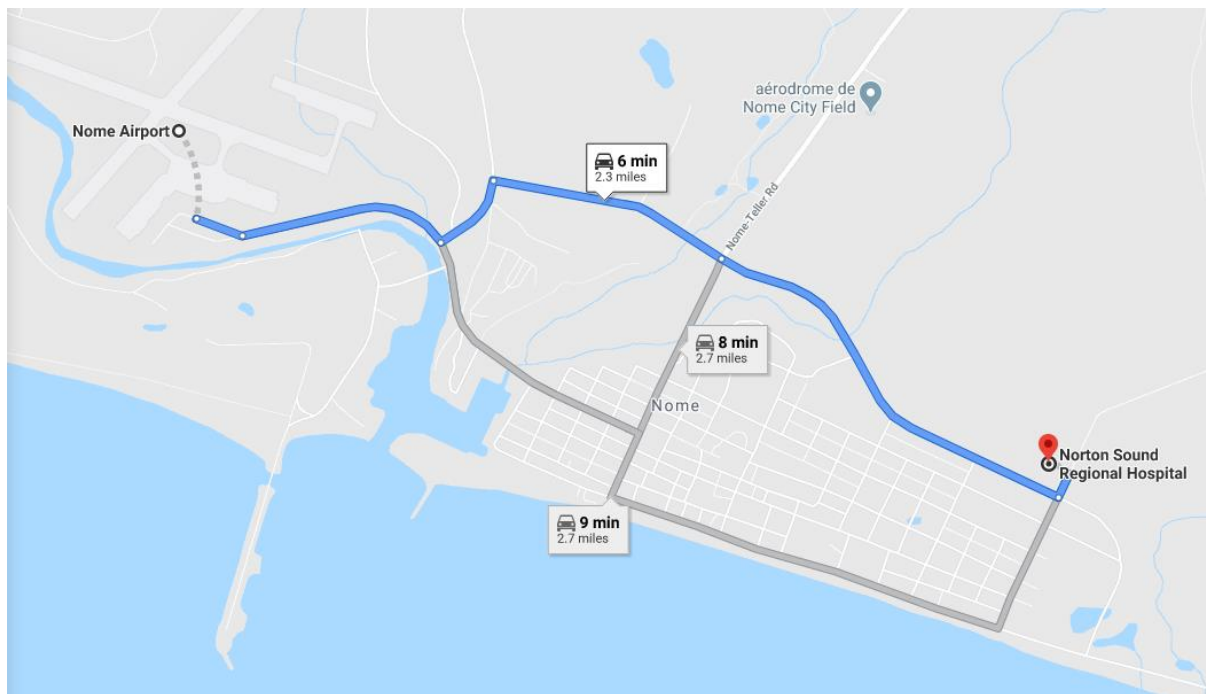 aérodrome de
Nome City Field
Nome Airport
6 min
2.3 miles
Nome-Teller Rd
8 min
2.7 miles
Nome
Norton Sound
Regional Hospital
9 min
2.7 miles